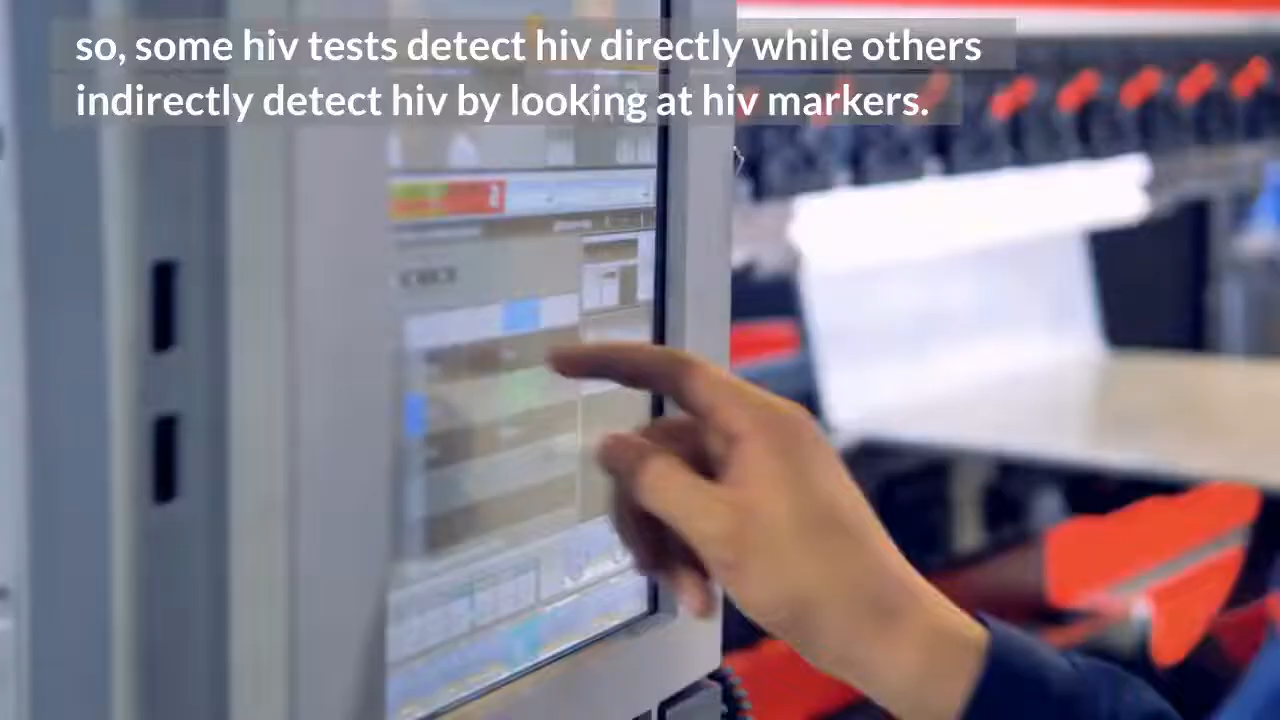 so, some hiv tests detect hiv directly while others
indirectly detect hiv by looking at hiv markers.